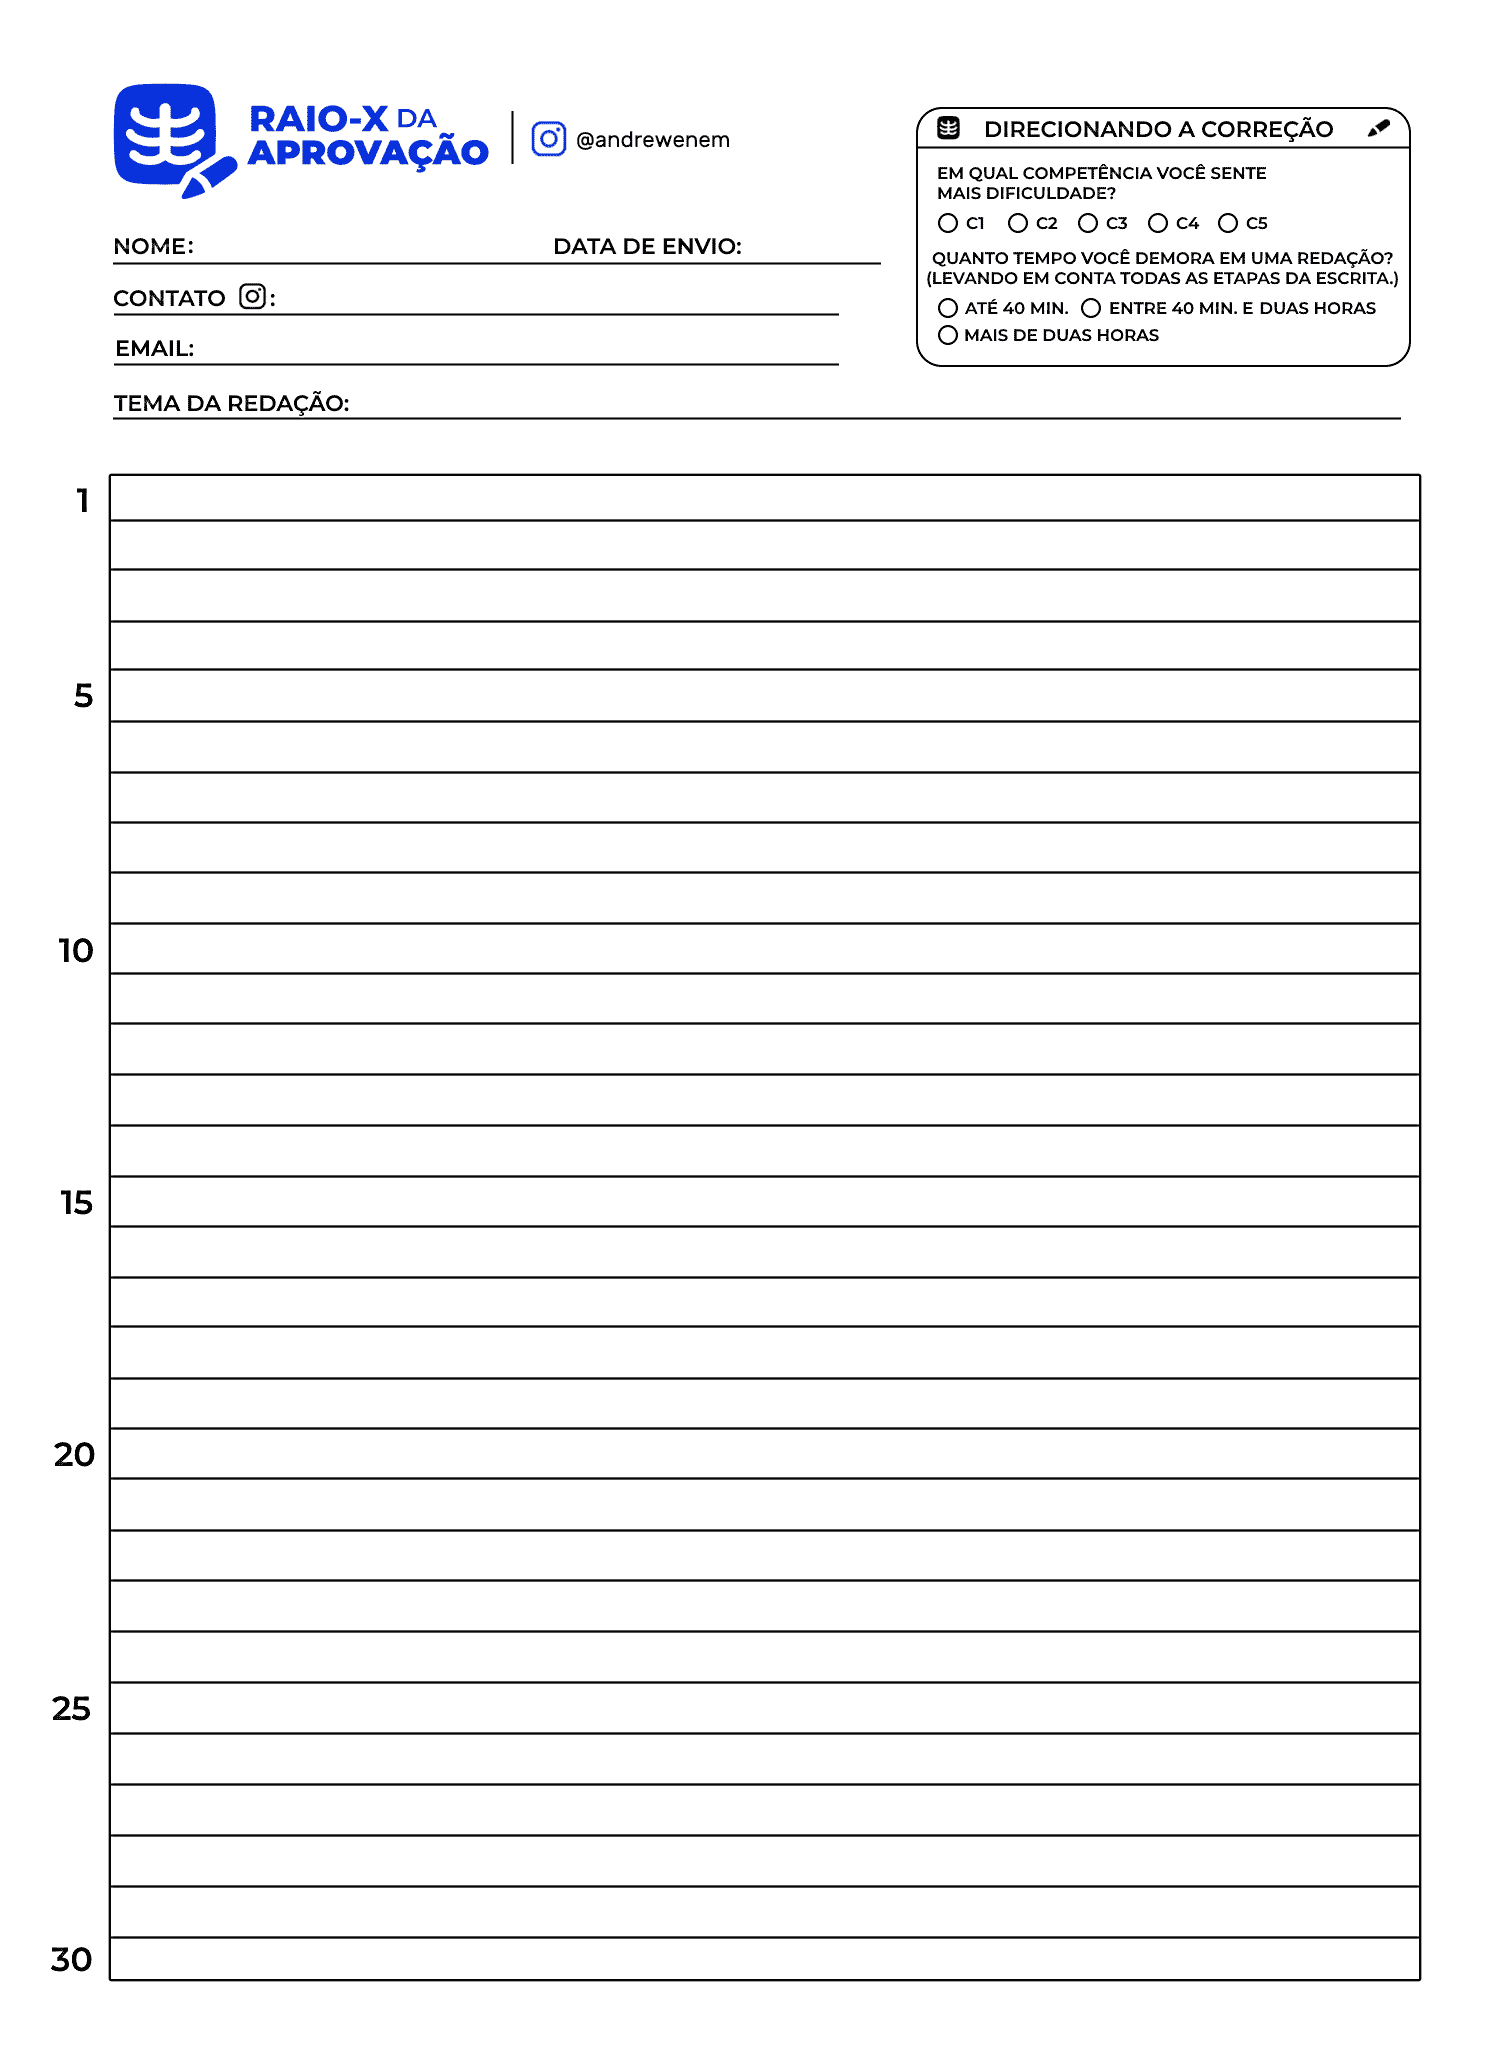 RAIO-X DA
APROVAÇÃO
@andrewenem
DIRECIONANDO A CORREÇÃO
EM QUAL COMPETÊNCIA VOCÊ SENTE
MAIS DIFICULDADE?
C1 C2 C3 C4 C5
QUANTO TEMPO VOCÊ DEMORA EM UMA REDAÇÃO?
(LEVANDO EM CONTA TODAS AS ETAPAS DA ESCRITA.)
ATÉ 40 MIN. ENTRE 40 MIN. E DUAS HORAS
MAIS DE DUAS HORAS
NOME: DATA DE ENVIO:
CONTATO :
EMAIL:
TEMA DA REDAÇÃO:
1
5
10
15
20
25
30